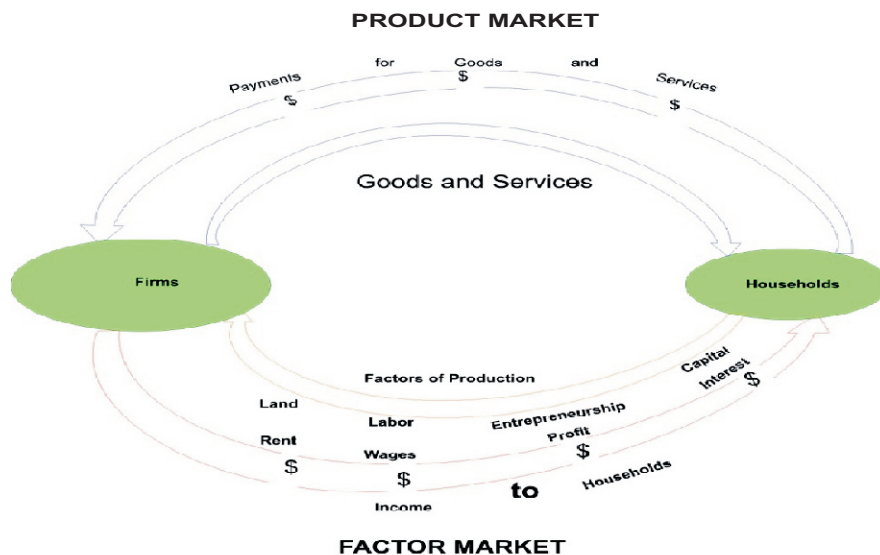 PRODUCT MARKET
Payments for Goods and Services
$ $ $
Goods and Services
Firms
Households
Factors of Production
Land Labor Entrepreneurship Capital
Rent Wages Profit Interest
$ $ $ $
Income to Households
FACTOR MARKET